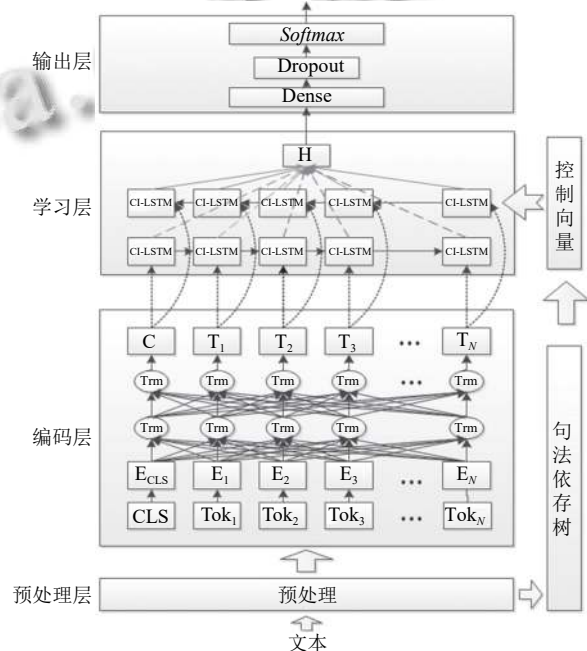 输出层
Softmax
Dropout
Dense
a.
学习层
H
CI-LSTM CI-LSTM CI-LSTM CI-LSTM CI-LSTM
CI-LSTM CI-LSTM CI-LSTM CI-LSTM CI-LSTM
控制向量
编码层
C T1 T2 T3 … TN
Trm Trm Trm Trm … Trm
Trm Trm Trm Trm … Trm
ECLS E1 E2 E3 … EN
CLS Tok1 Tok2 Tok3 … TokN
句法依存树
预处理层
预处理
文本